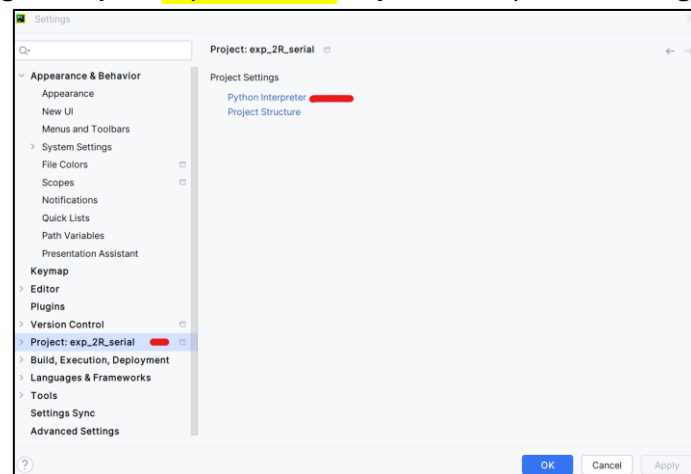 Settings
Project: exp_2R_serial
Appearance & Behavior
Appearance
New UI
Menus and Toolbars
System Settings
File Colors
Scopes
Notifications
Quick Lists
Path Variables
Presentation Assistant
Keymap
Editor
Plugins
Version Control
Project: exp_2R_serial
Build, Execution, Deployment
Languages & Frameworks
Tools
Settings Sync
Advanced Settings
Project Settings
Python Interpreter
Project Structure
?
OK Cancel Apply